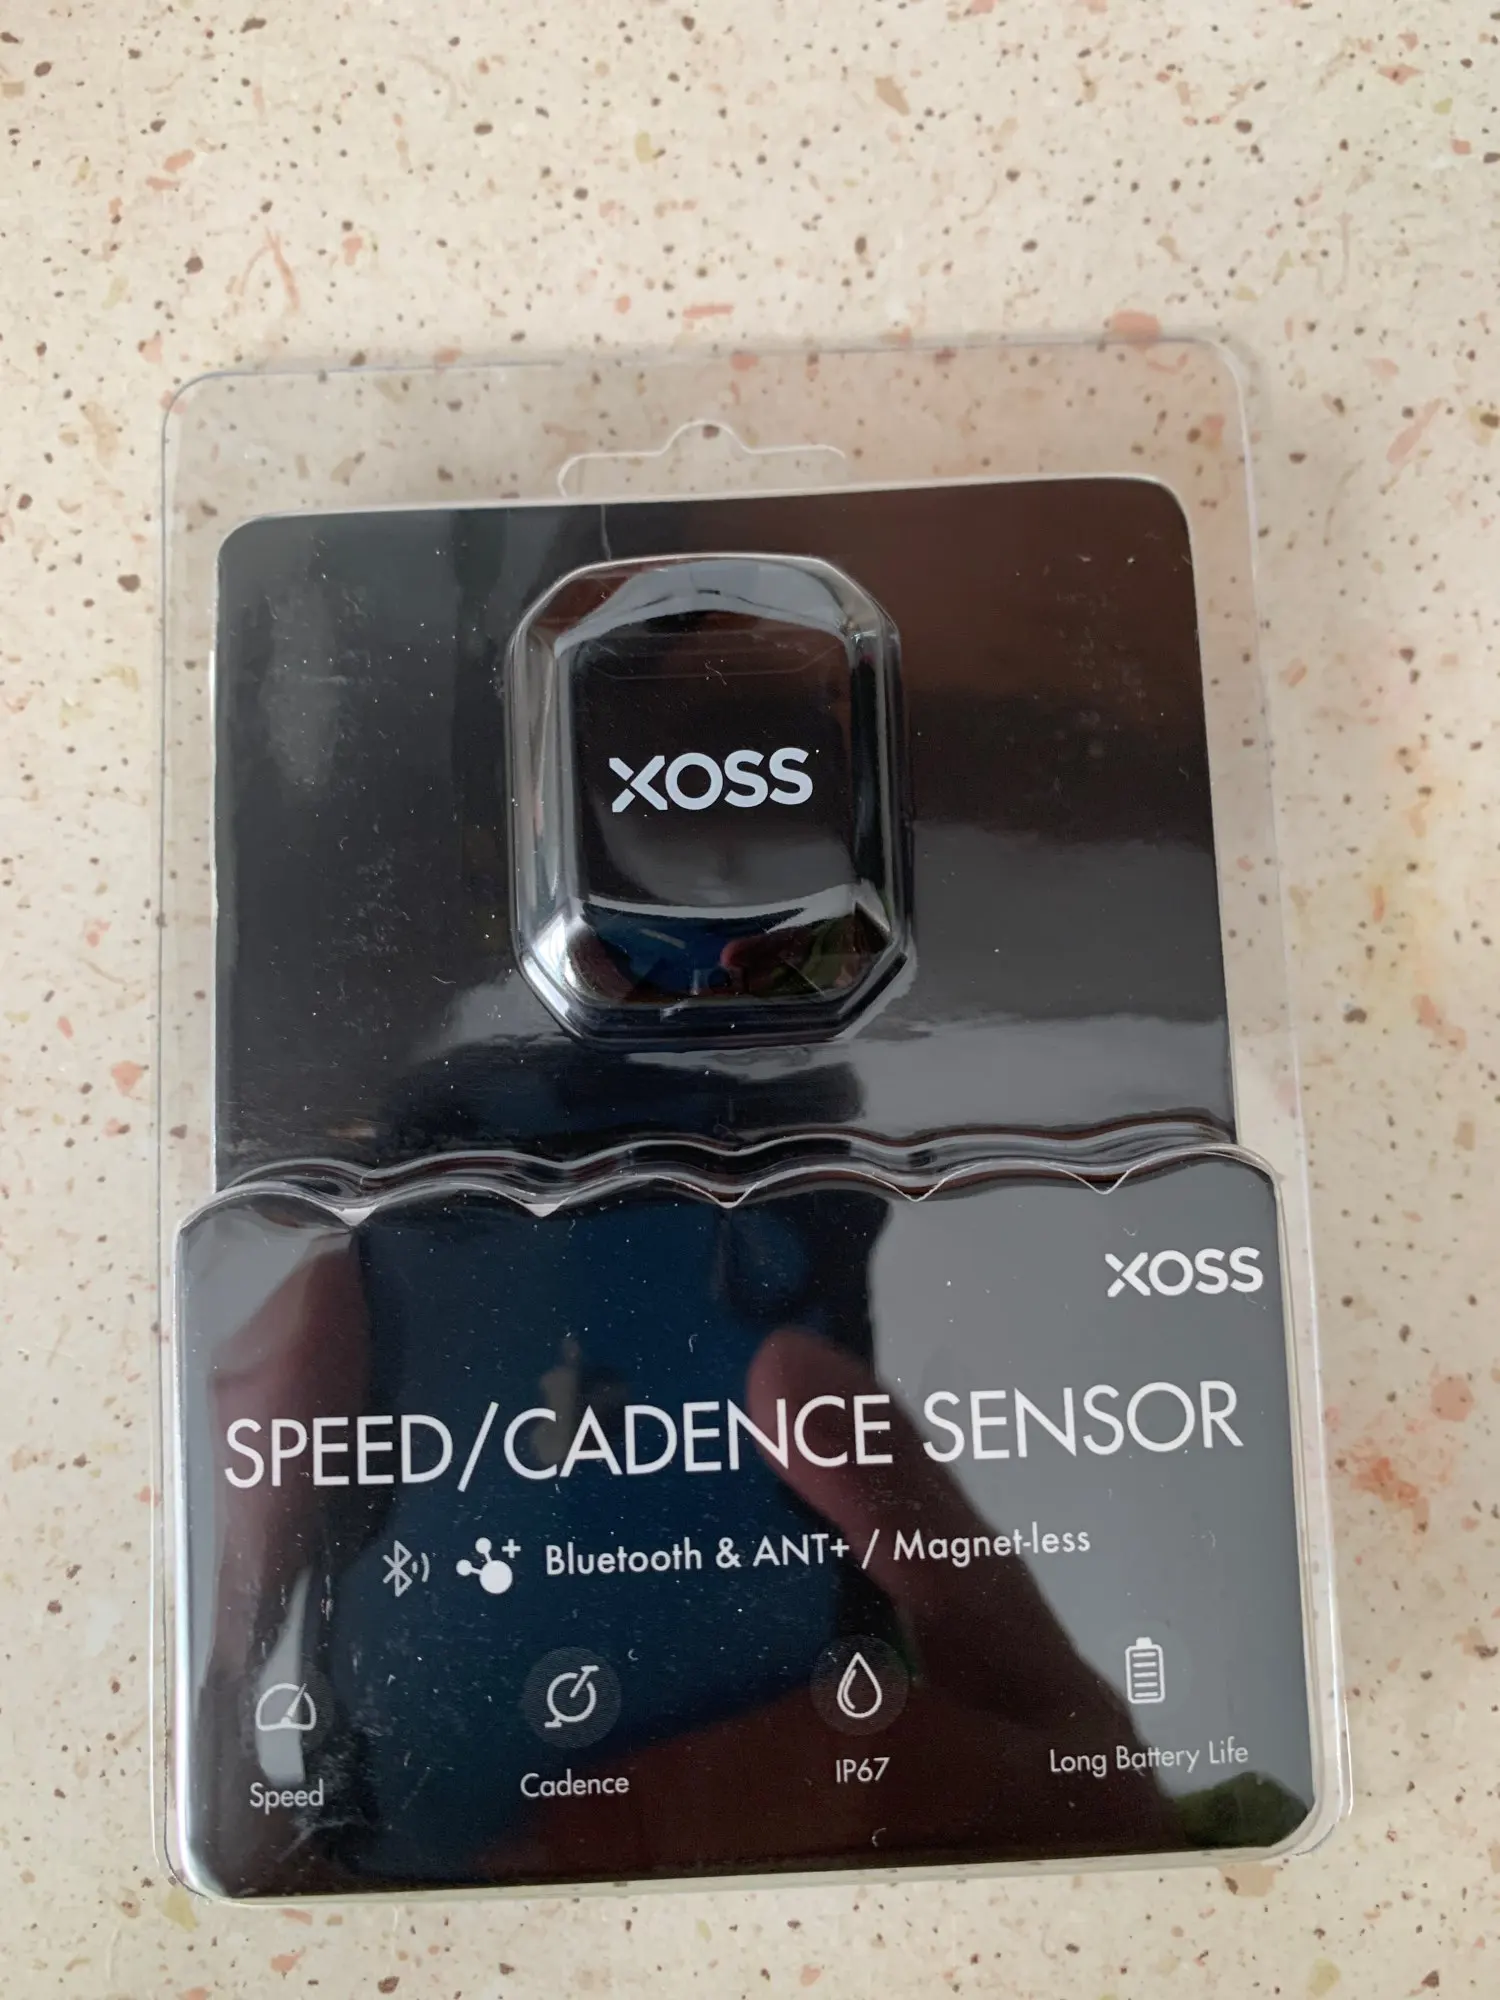 XOSS
XOSS
SPEED/CADENCE SENSOR
Bluetooth & ANT+ / Magnet-less
Speed
Cadence
IP67
Long Battery Life